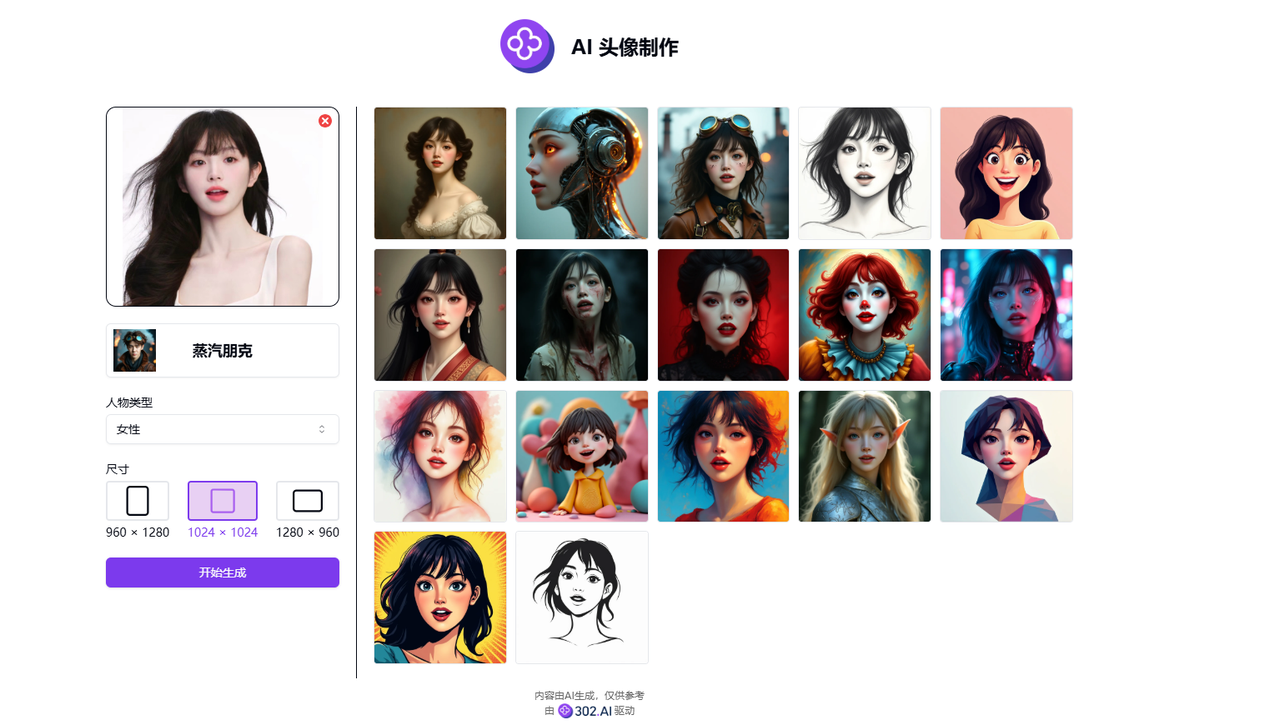 AI 头像制作
蒸汽朋克
人物类型
女性
尺寸
960 × 1280
1024 × 1024
1280 × 960
开始生成
内容由AI生成，仅供参考
由 302.AI 驱动